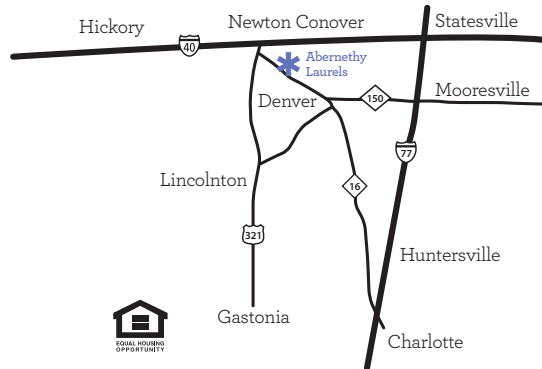 Hickory
Newton Conover
Statesville
40
Abernethy
Laurels
Denver
150
Mooresville
77
Lincolnton
16
321
Huntersville
Gastonia
Charlotte
EQUAL HOUSING
OPPORTUNITY